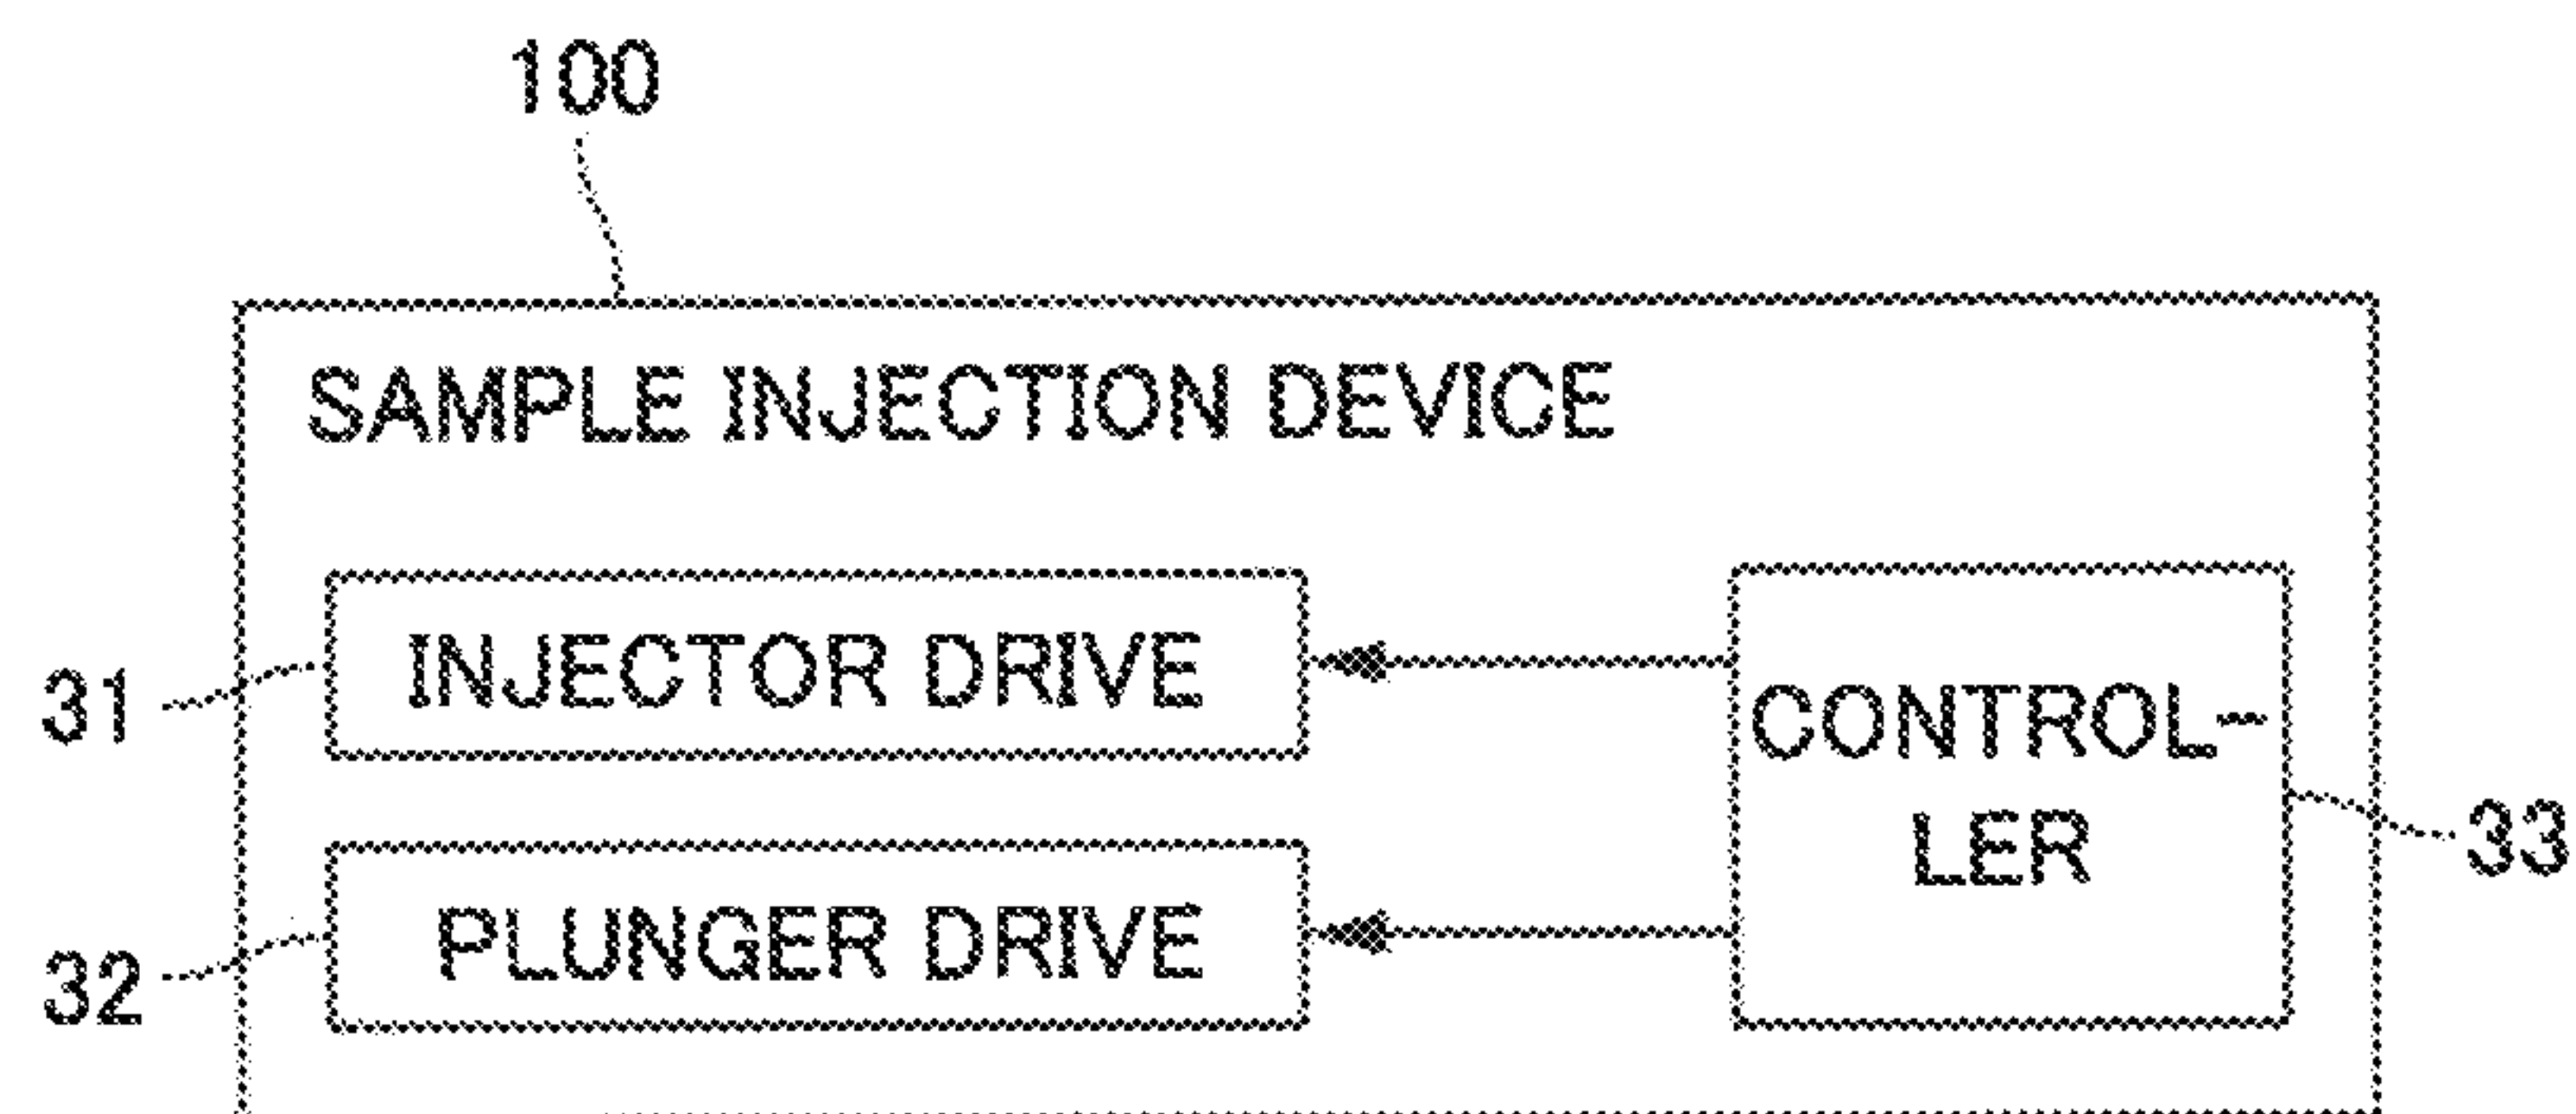 100
SAMPLE INJECTION DEVICE
31
INJECTOR DRIVE
CONTROL-
LER
33
32
PLUNGER DRIVE